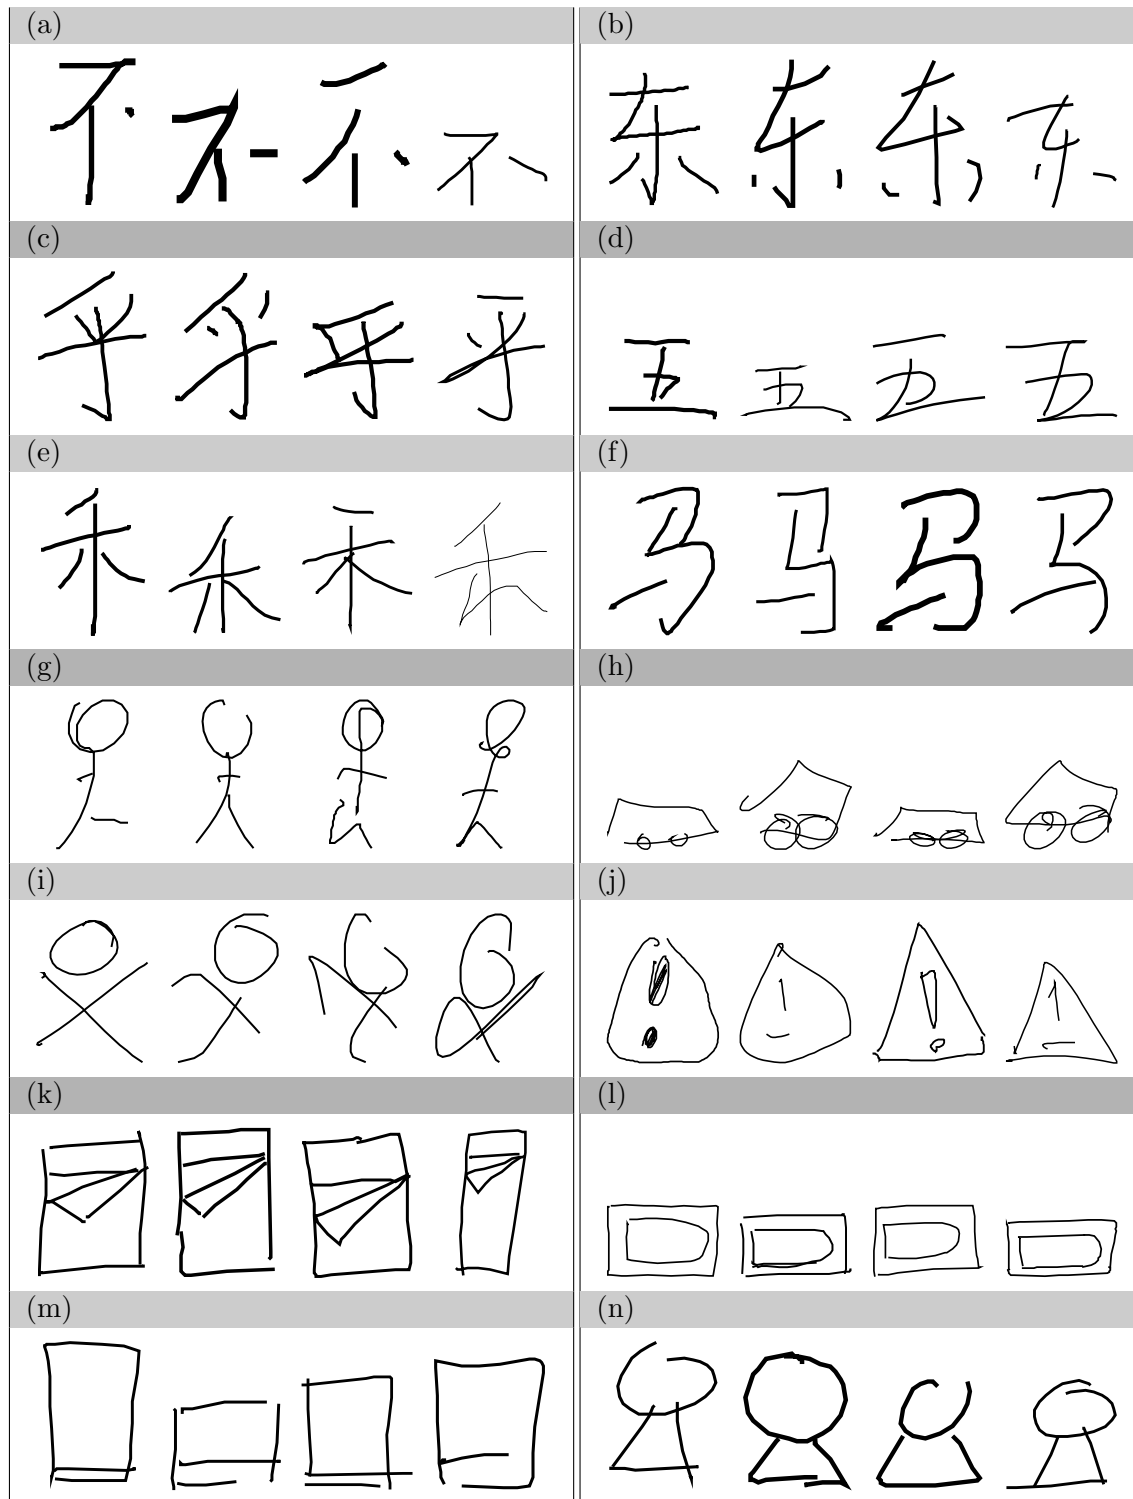 (a) (b)
不 不 不 不 东 东 东 东
(c) (d)
乎 乎 乎 乎 五 五 五 五
(e) (f)
禾 禾 禾 禾 马 马 马 马
(g) (h)
(i) (j)
! ! ! !
(k) (l)
(m) (n)